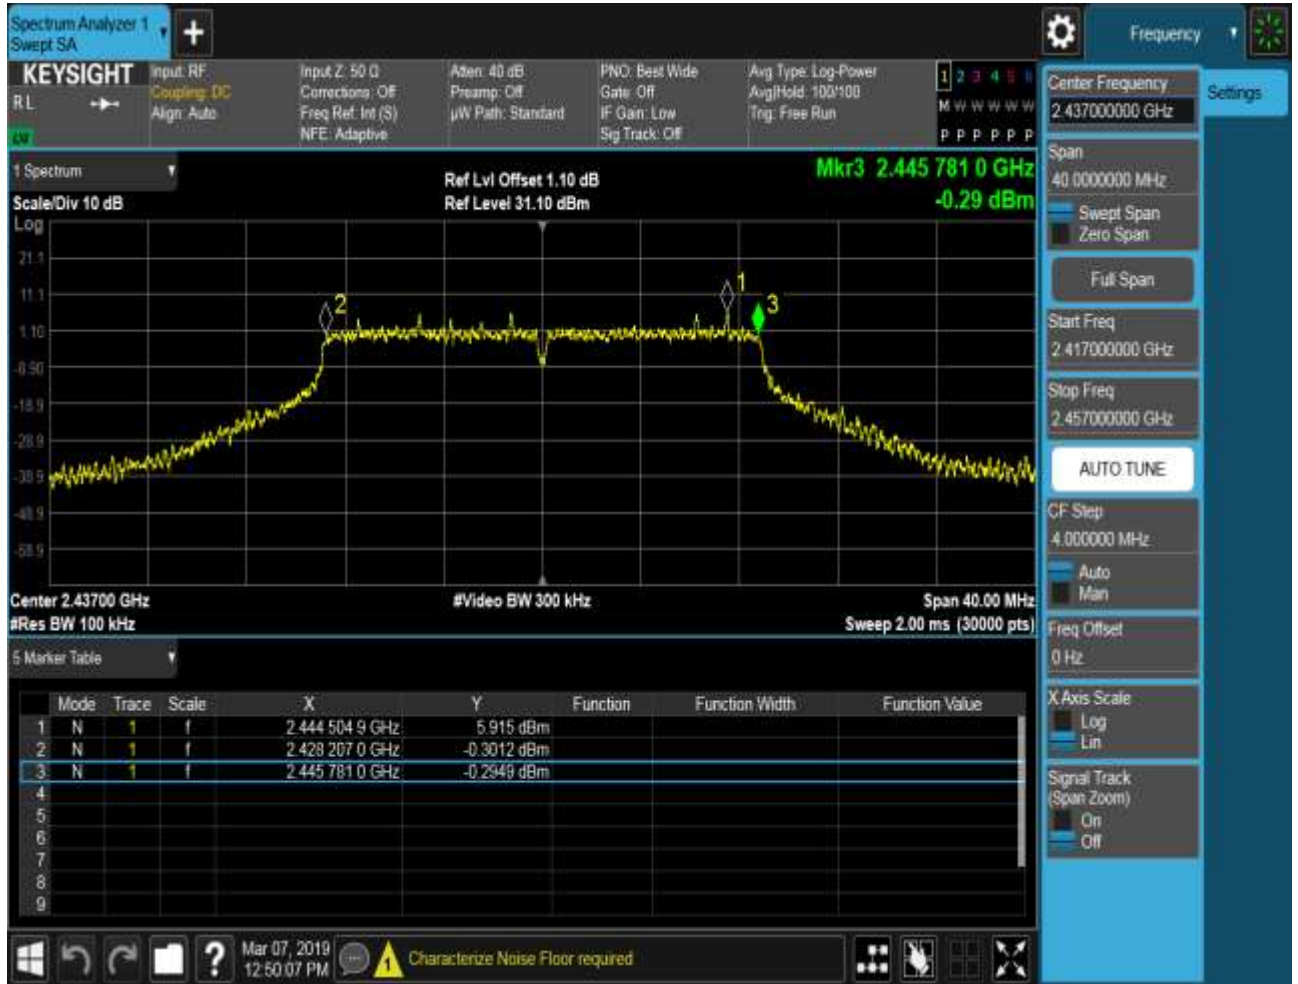 Spectrum Analyzer 1
Swept SA
+
Frequency
KEYSIGHT
R L
Input: RF
Coupling: DC
Align: Auto
Input Z: 50 Ω
Corrections: Off
Freq Ref: Int (S)
NFE: Adaptive
Atten: 40 dB
Preamp: Off
µW Path: Standard
PNO: Best Wide
Gate: Off
IF Gain: Low
Sig Track: Off
Avg Type: Log-Power
Avg|Hold: 100/100
Trig: Free Run
1 2 3 4 5 6
M W W W W W
P P P P P P
1 Spectrum
Scale/Div 10 dB
Ref Lvl Offset 1.10 dB
Ref Level 31.10 dBm
Mkr3 2.445 781 0 GHz
-0.29 dBm
Log
21.1
11.1
1.10
-8.90
-18.9
-28.9
-38.9
-48.9
-58.9
2
1
3
Center 2.43700 GHz
#Video BW 300 kHz
Span 40.00 MHz
#Res BW 100 kHz
Sweep 2.00 ms (30000 pts)
5 Marker Table
Mode Trace Scale X Y Function Function Width Function Value
1 N 1 f 2.444 504 9 GHz 5.915 dBm
2 N 1 f 2.428 207 0 GHz -0.3012 dBm
3 N 1 f 2.445 781 0 GHz -0.2949 dBm
4
5
6
7
8
9
Center Frequency
2.437000000 GHz
Settings
Span
40.0000000 MHz
Swept Span
Zero Span
Full Span
Start Freq
2.417000000 GHz
Stop Freq
2.457000000 GHz
AUTO TUNE
CF Step
4.000000 MHz
Auto
Man
Freq Offset
0 Hz
X Axis Scale
Log
Lin
Signal Track
(Span Zoom)
On
Off
?
Mar 07, 2019
12:50:07 PM
1
Characterize Noise Floor required